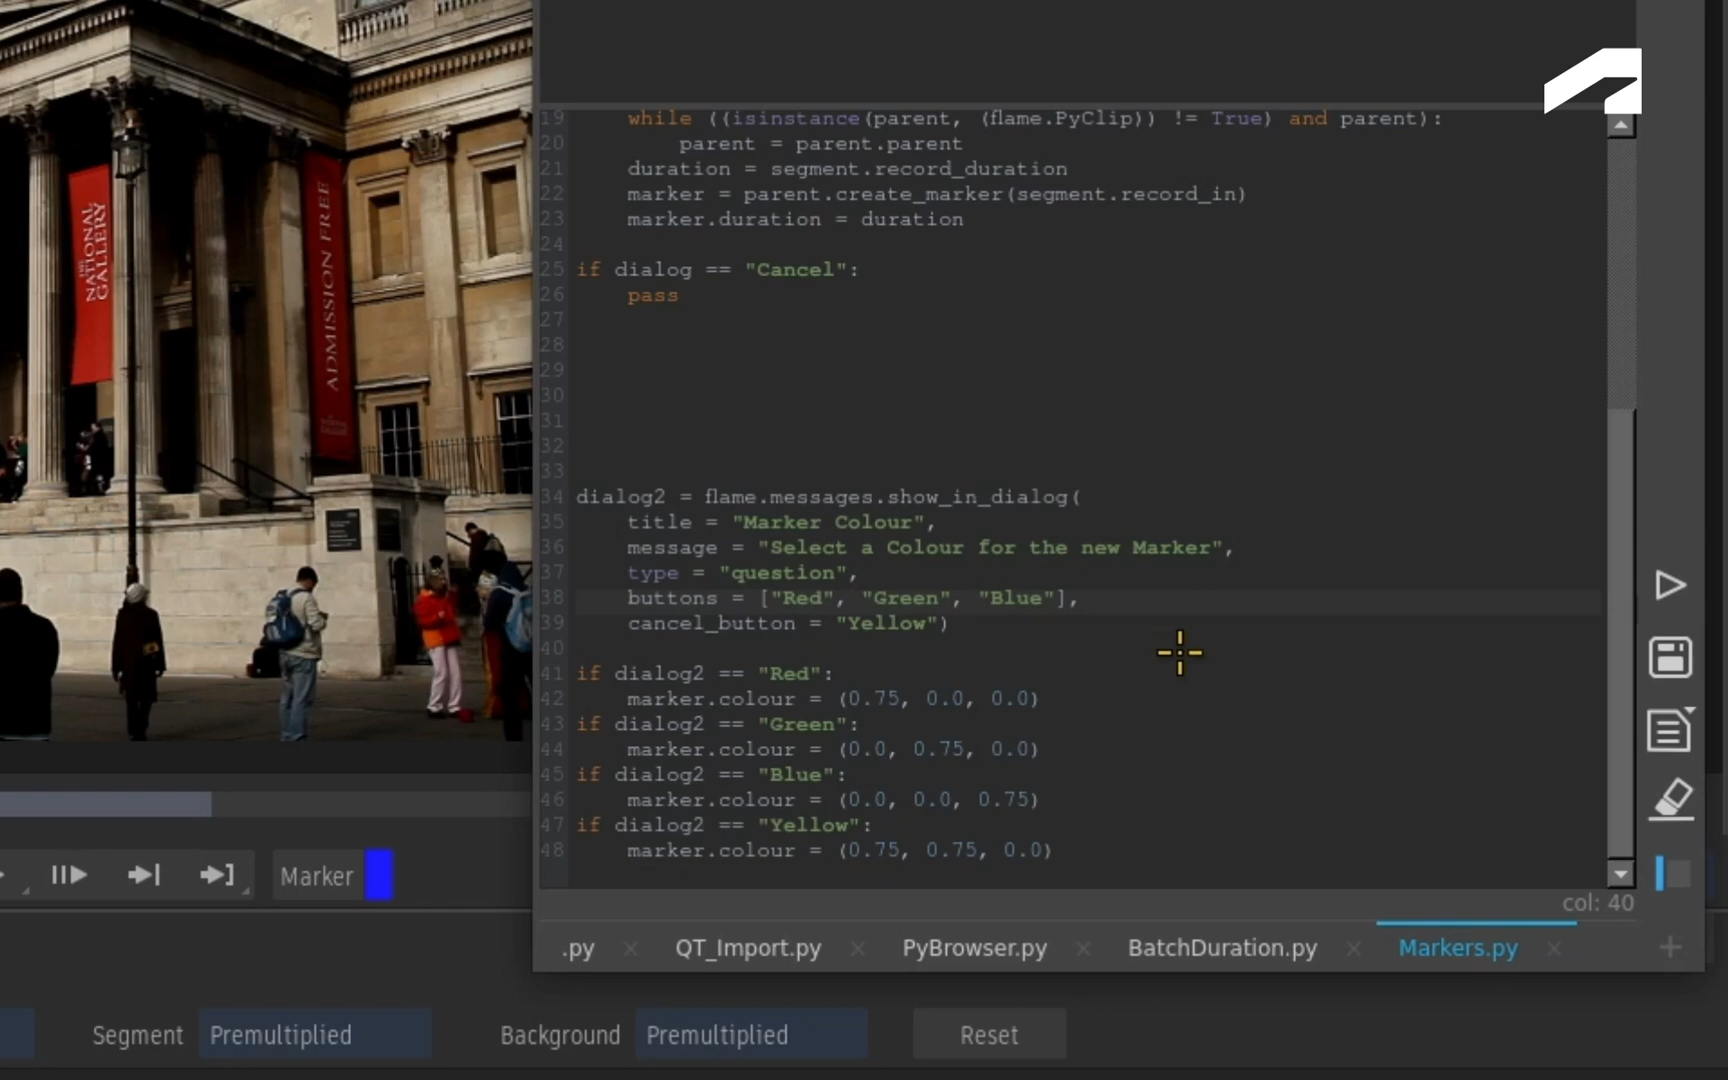 THE
NATIONAL
GALLERY
ADMISSION FREE
19 while ((isinstance(parent, (flame.PyClip)) != True) and parent):
20 parent = parent.parent
21 duration = segment.record_duration
22 marker = parent.create_marker(segment.record_in)
23 marker.duration = duration
24
25 if dialog == "Cancel":
26 pass
27
28
29
30
31
32
33
34 dialog2 = flame.messages.show_in_dialog(
35 title = "Marker Colour",
36 message = "Select a Colour for the new Marker",
37 type = "question",
38 buttons = ["Red", "Green", "Blue"],
39 cancel_button = "Yellow")
40
41 if dialog2 == "Red":
42 marker.colour = (0.75, 0.0, 0.0)
43 if dialog2 == "Green":
44 marker.colour = (0.0, 0.75, 0.0)
45 if dialog2 == "Blue":
46 marker.colour = (0.0, 0.0, 0.75)
47 if dialog2 == "Yellow":
48 marker.colour = (0.75, 0.75, 0.0)
col: 40
.py QT_Import.py PyBrowser.py BatchDuration.py Markers.py
Marker
Segment Premultiplied Background Premultiplied Reset